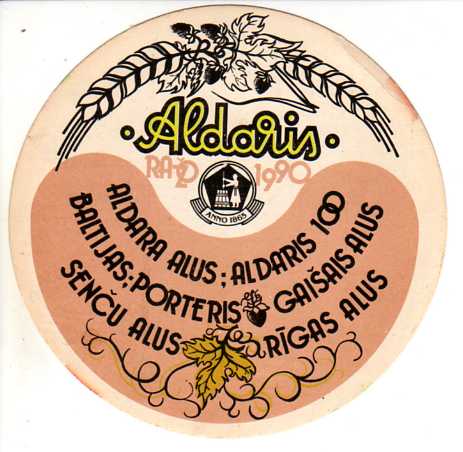 • Aldaris •
RAŽO 1990
ANNO 1865
ALDARA ALUS; ALDARIS 100
BALTIJAS; PORTERIS GAIŠAIS ALUS
SENČU ALUS RĪGAS ALUS